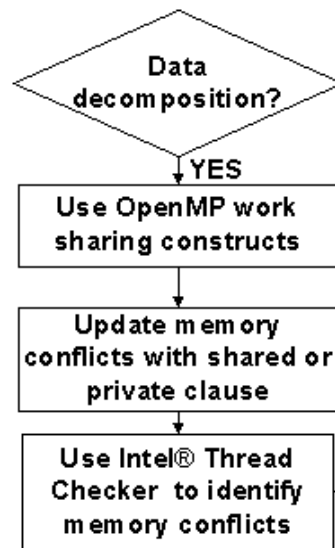 Data
decomposition?
YES
Use OpenMP work
sharing constructs
Update memory
conflicts with shared or
private clause
Use Intel® Thread
Checker to identify
memory conflicts